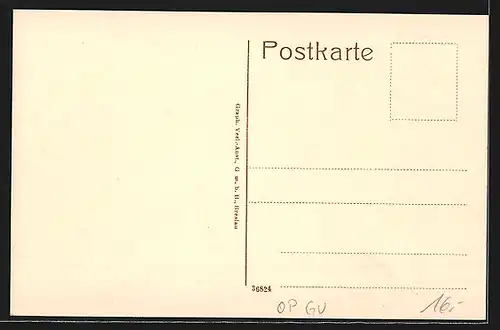 Postkarte
Graph. Verl.-Anst., G. m. b. H., Breslau
36824
OP GU
16,-